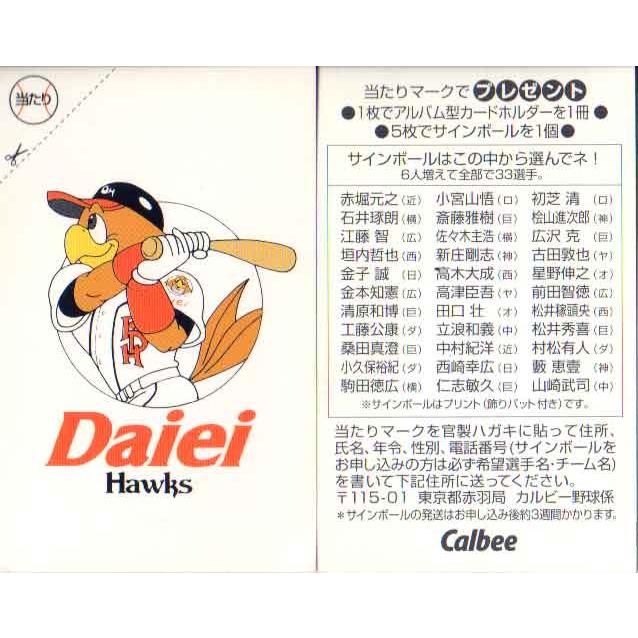 当たり
FDH
Daiei
Hawks
当たりマークで プレゼント
●1枚でアルバム型カードホルダーを1冊●
●5枚でサインボールを1個●
サインボールはこの中から選んでネ!
6人増えて全部で33選手。
赤堀元之(近) 小宮山悟(ロ) 初芝 清(ロ)
石井琢朗(横) 斎藤雅樹(巨) 桧山進次郎(神)
江藤 智(広) 佐々木主浩(横) 広沢 克(巨)
垣内哲也(西) 新庄剛志(神) 古田敦也(ヤ)
金子 誠(日) 高木大成(西) 星野伸之(オ)
金本知憲(広) 高津臣吾(ヤ) 前田智徳(広)
清原和博(巨) 田口 壮(オ) 松井稼頭央(西)
工藤公康(ダ) 立浪和義(中) 松井秀喜(巨)
桑田真澄(巨) 中村紀洋(近) 村松有人(ダ)
小久保裕紀(ダ) 西崎幸広(日) 藪 恵壹(神)
駒田徳広(横) 仁志敏久(巨) 山崎武司(中)
※サインボールはプリント(飾りバット付き)です。
当たりマークを官製ハガキに貼って住所、
氏名、年令、性別、電話番号(サインボールを
お申し込みの方は必ず希望選手名・チーム名)
を書いて下記住所に送ってください。
〒115-01 東京都赤羽局 カルビー野球係
*サインボールの発送はお申し込み後約3週間かかります。
Calbee